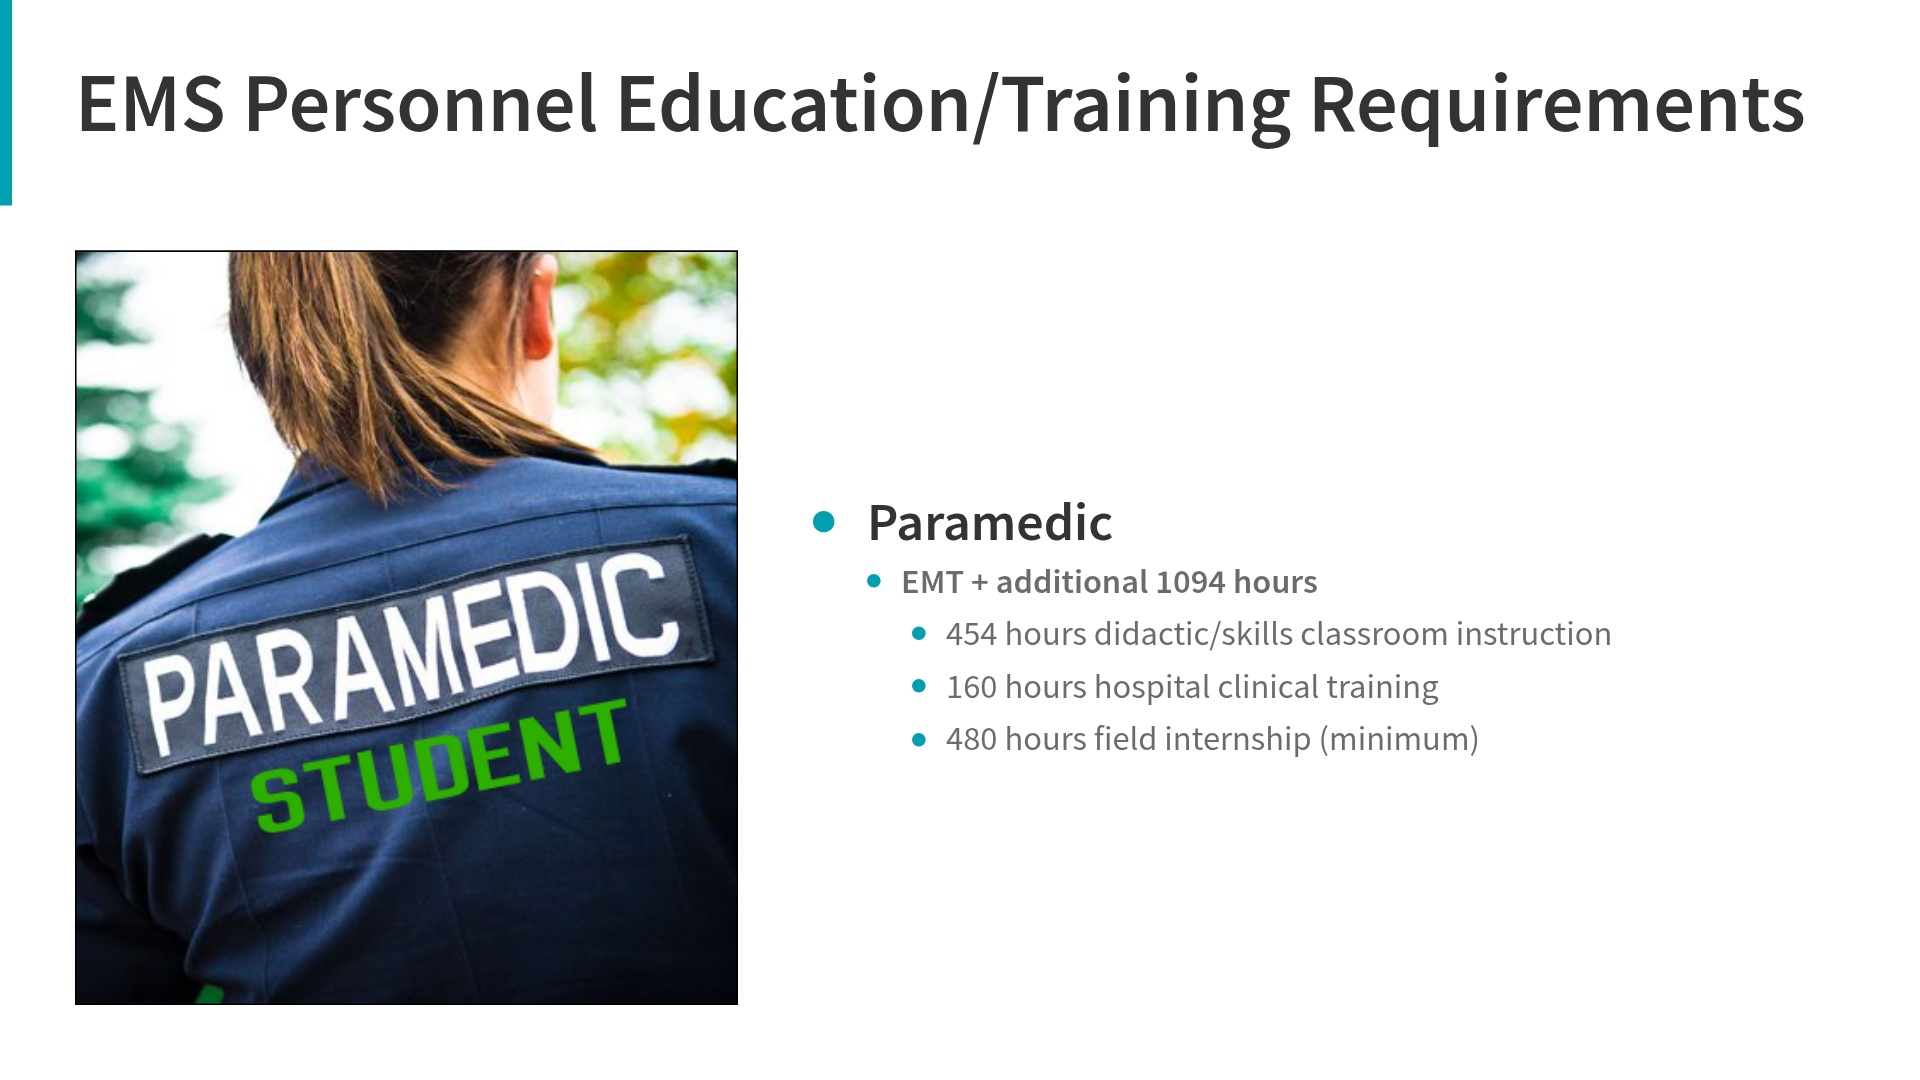 EMS Personnel Education/Training Requirements
PARAMEDIC
STUDENT
Paramedic
EMT + additional 1094 hours
454 hours didactic/skills classroom instruction
160 hours hospital clinical training
480 hours field internship (minimum)